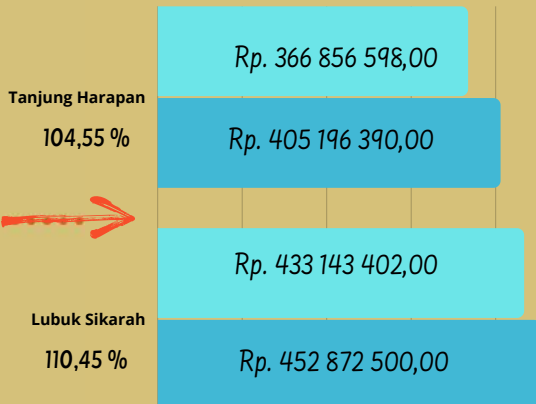 Rp. 366 856 598,00
Tanjung Harapan
104,55 %
Rp. 405 196 390,00
Rp. 433 143 402,00
Lubuk Sikarah
110,45 %
Rp. 452 872 500,00